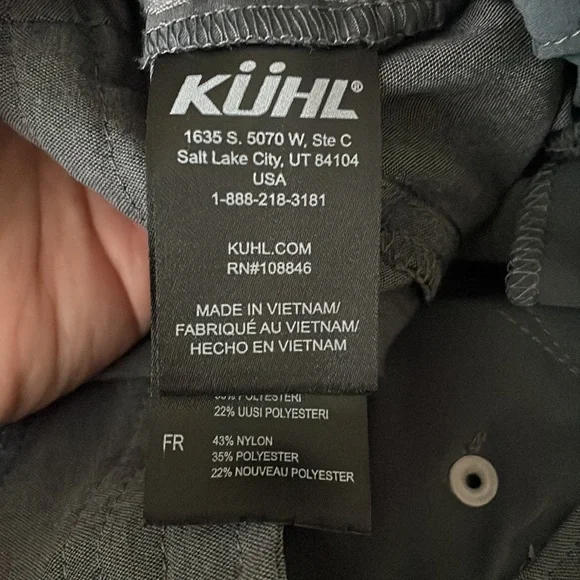 KÜHL®
1635 S. 5070 W, Ste C
Salt Lake City, UT 84104
USA
1-888-218-3181
KUHL.COM
RN#108846
MADE IN VIETNAM/
FABRIQUÉ AU VIETNAM/
HECHO EN VIETNAM
POLYESTERI
22% UUSI POLYESTERI
FR
43% NYLON
35% POLYESTER
22% NOUVEAU POLYESTER